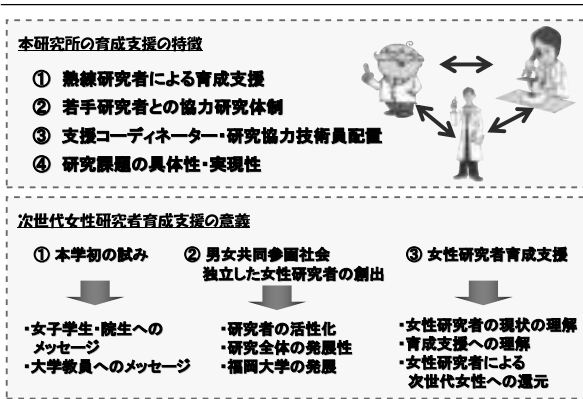 本研究所の育成支援の特徴
① 熟練研究者による育成支援
② 若手研究者との協力研究体制
③ 支援コーディネーター・研究協力技術員配置
④ 研究課題の具体性・実現性
次世代女性研究者育成支援の意義
① 本学初の試み
・女子学生・院生への
メッセージ
・大学教員へのメッセージ
② 男女共同参画社会
独立した女性研究者の創出
・研究者の活性化
・研究全体の発展性
・福岡大学の発展
③ 女性研究者育成支援
・女性研究者の現状の理解
・育成支援への理解
・女性研究者による
次世代女性への還元